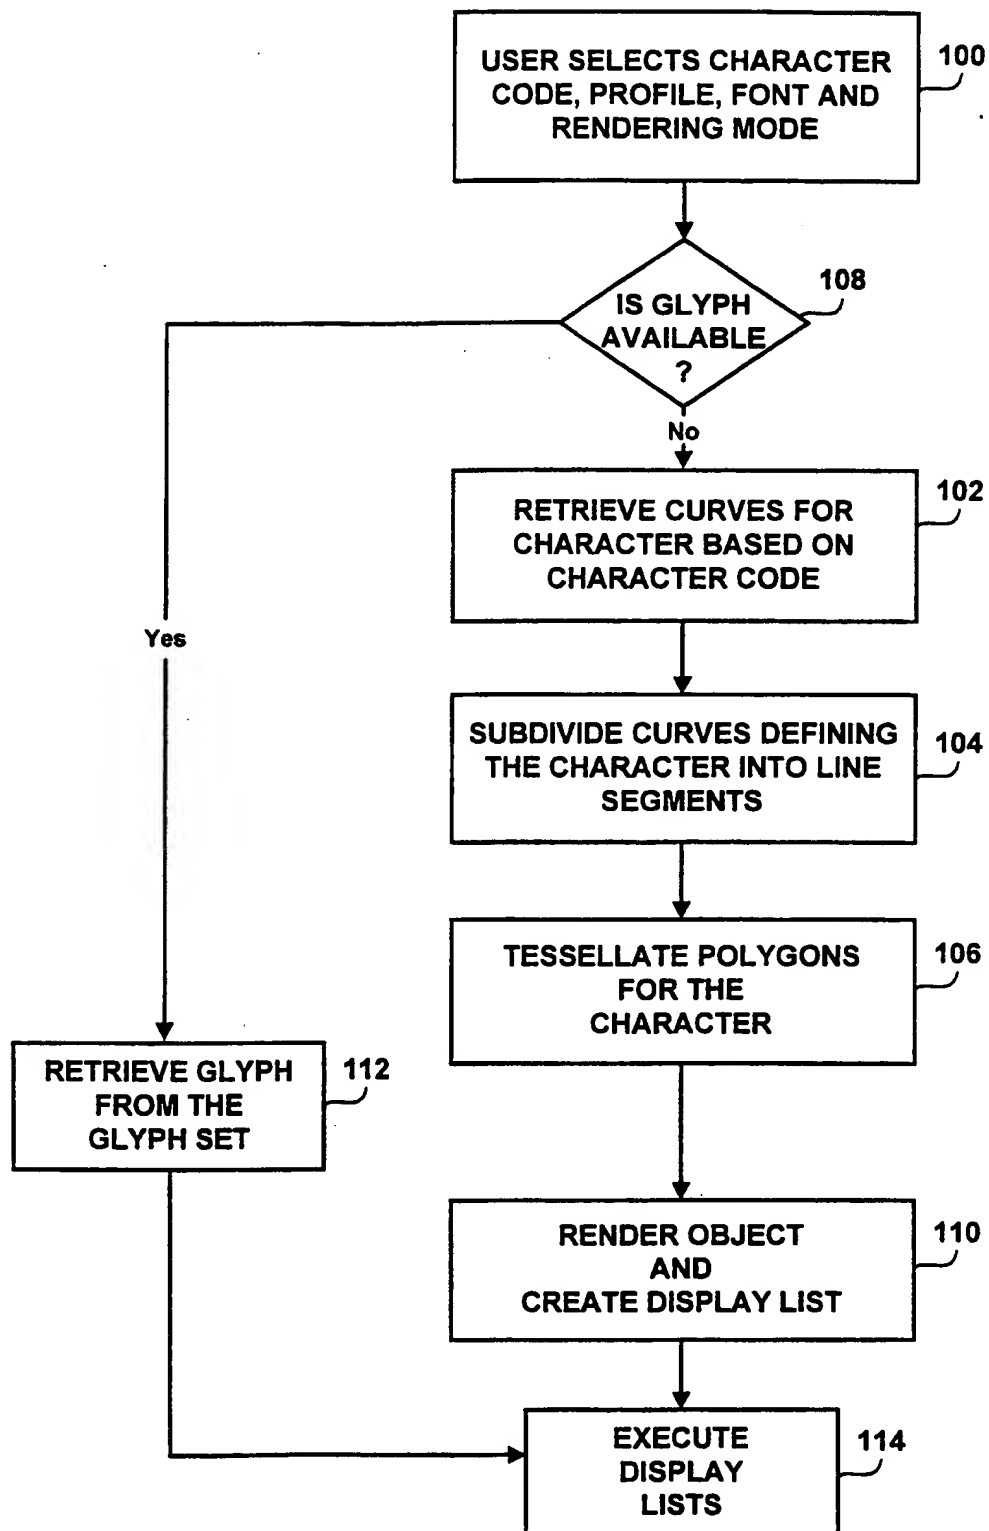 USER SELECTS CHARACTER
CODE, PROFILE, FONT AND
RENDERING MODE
100
IS GLYPH
AVAILABLE
?
108
No
RETRIEVE CURVES FOR
CHARACTER BASED ON
CHARACTER CODE
102
Yes
SUBDIVIDE CURVES DEFINING
THE CHARACTER INTO LINE
SEGMENTS
104
TESSELLATE POLYGONS
FOR THE
CHARACTER
106
RETRIEVE GLYPH
FROM THE
GLYPH SET
112
RENDER OBJECT
AND
CREATE DISPLAY LIST
110
EXECUTE
DISPLAY
LISTS
114